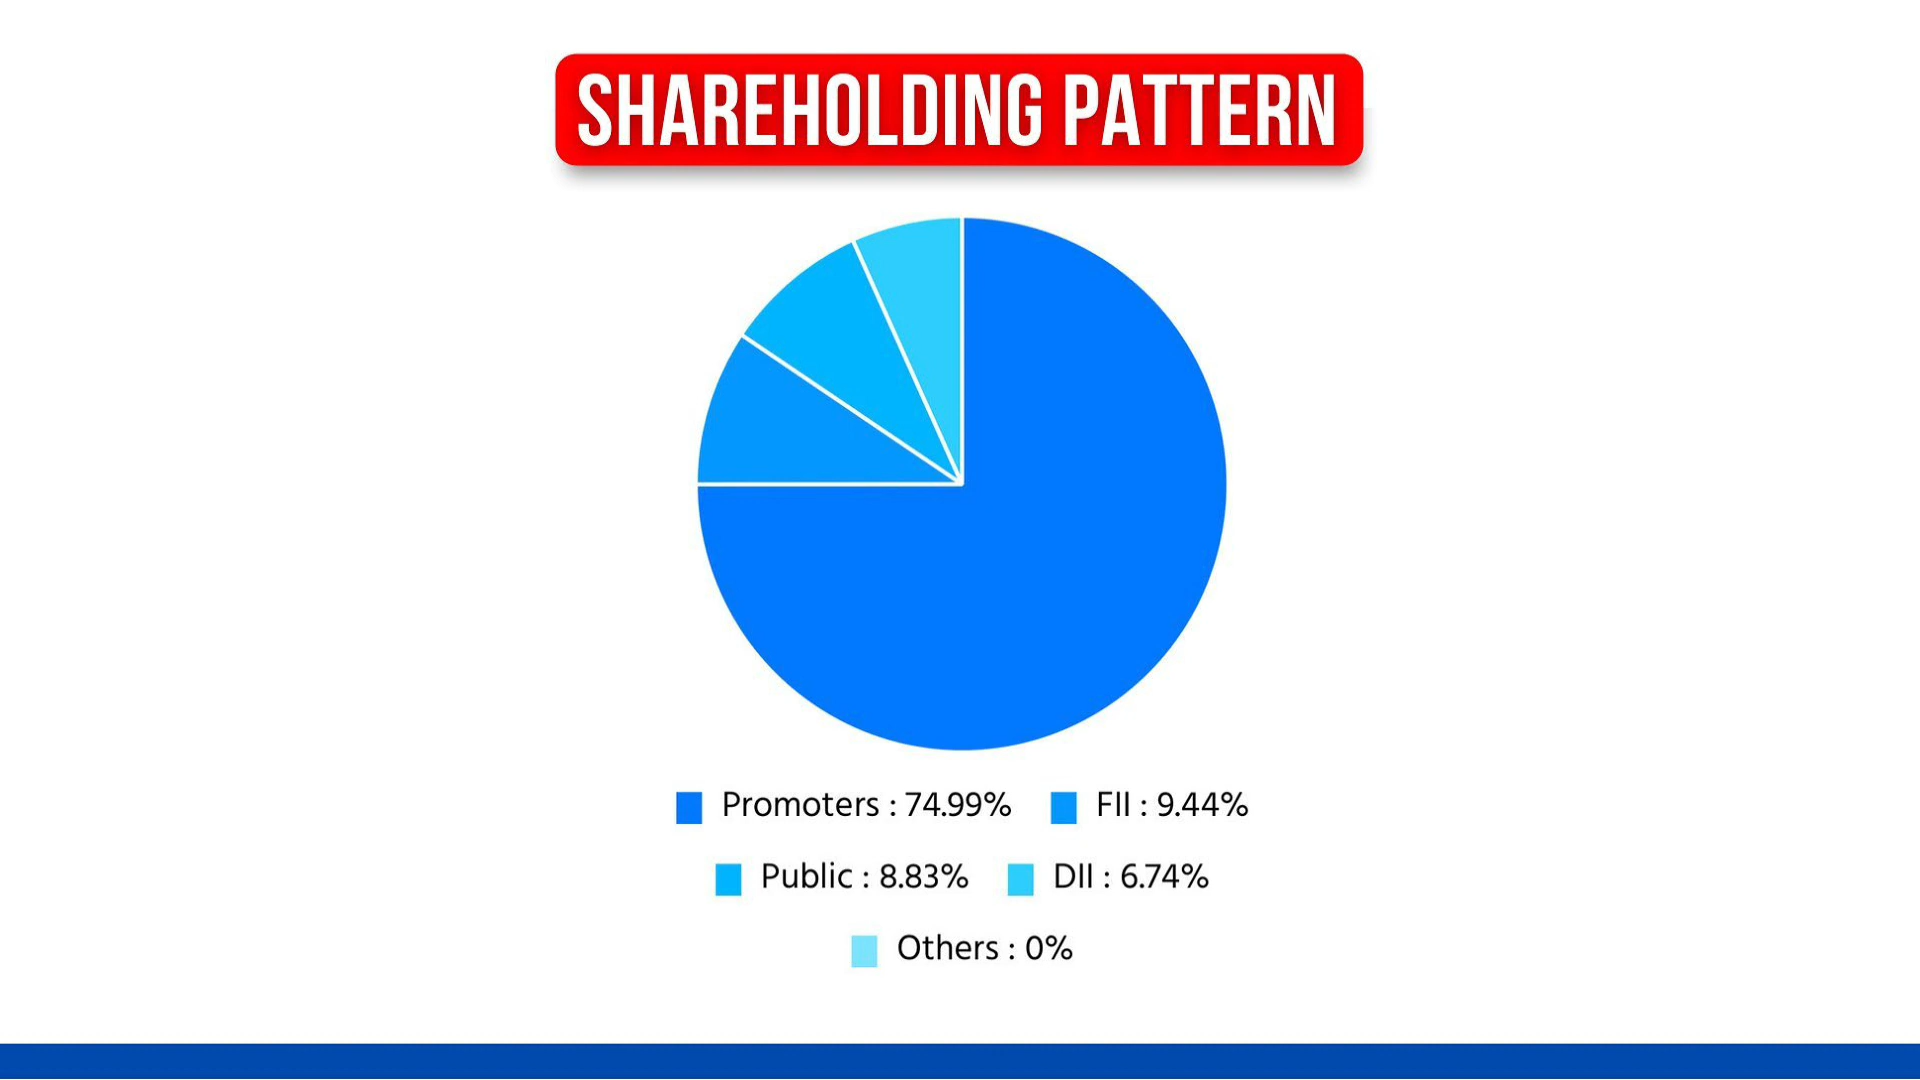 SHAREHOLDING PATTERN
Promoters : 74.99% FII : 9.44%
Public : 8.83% DII : 6.74%
Others : 0%